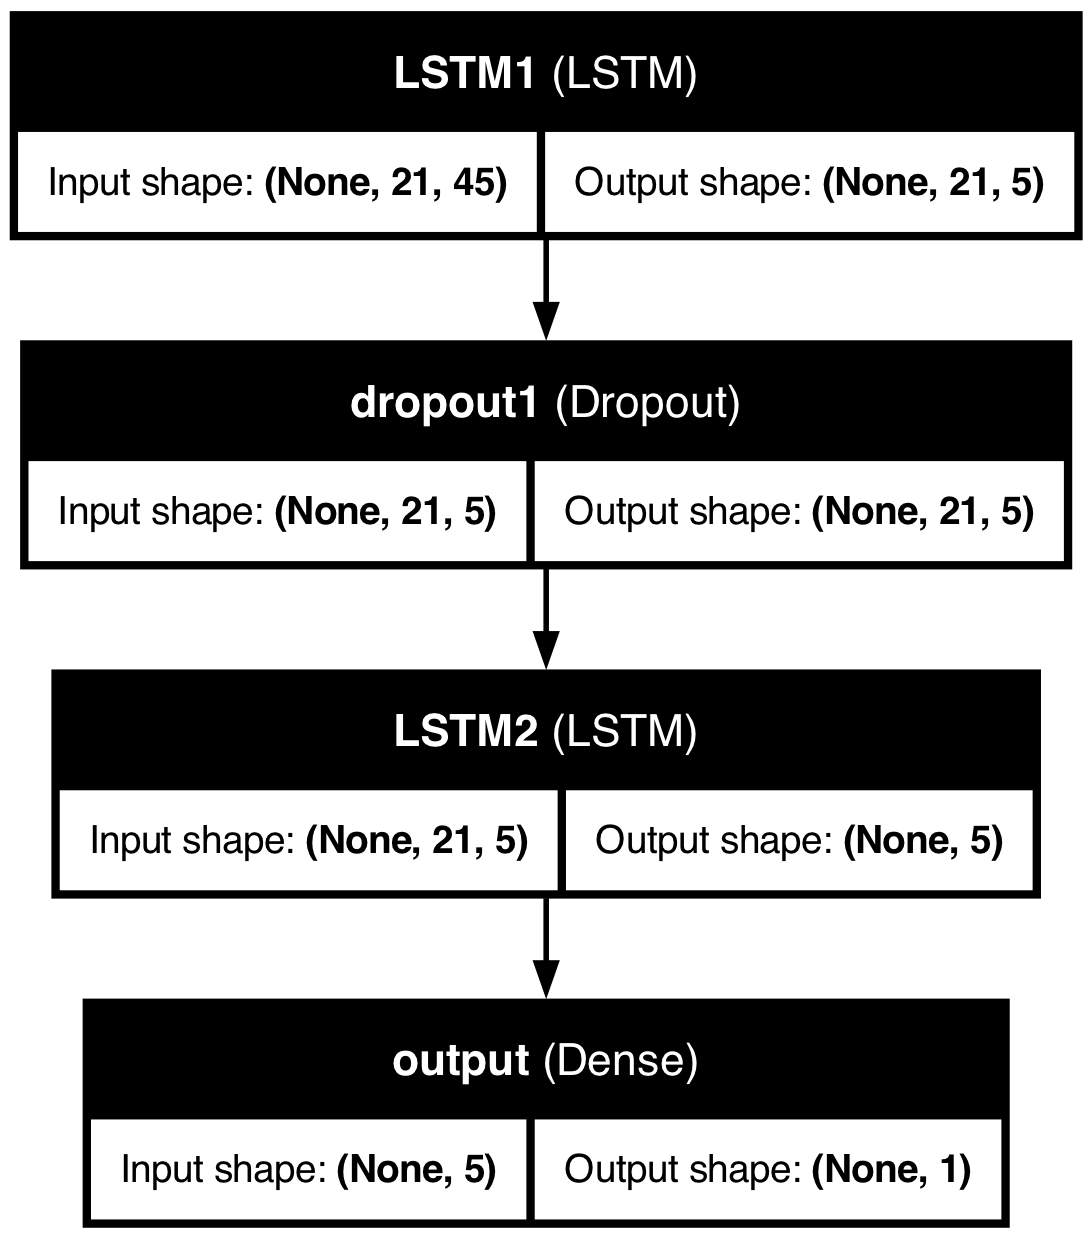 LSTM1 (LSTM)
Input shape: (None, 21, 45) Output shape: (None, 21, 5)
dropout1 (Dropout)
Input shape: (None, 21, 5) Output shape: (None, 21, 5)
LSTM2 (LSTM)
Input shape: (None, 21, 5) Output shape: (None, 5)
output (Dense)
Input shape: (None, 5) Output shape: (None, 1)